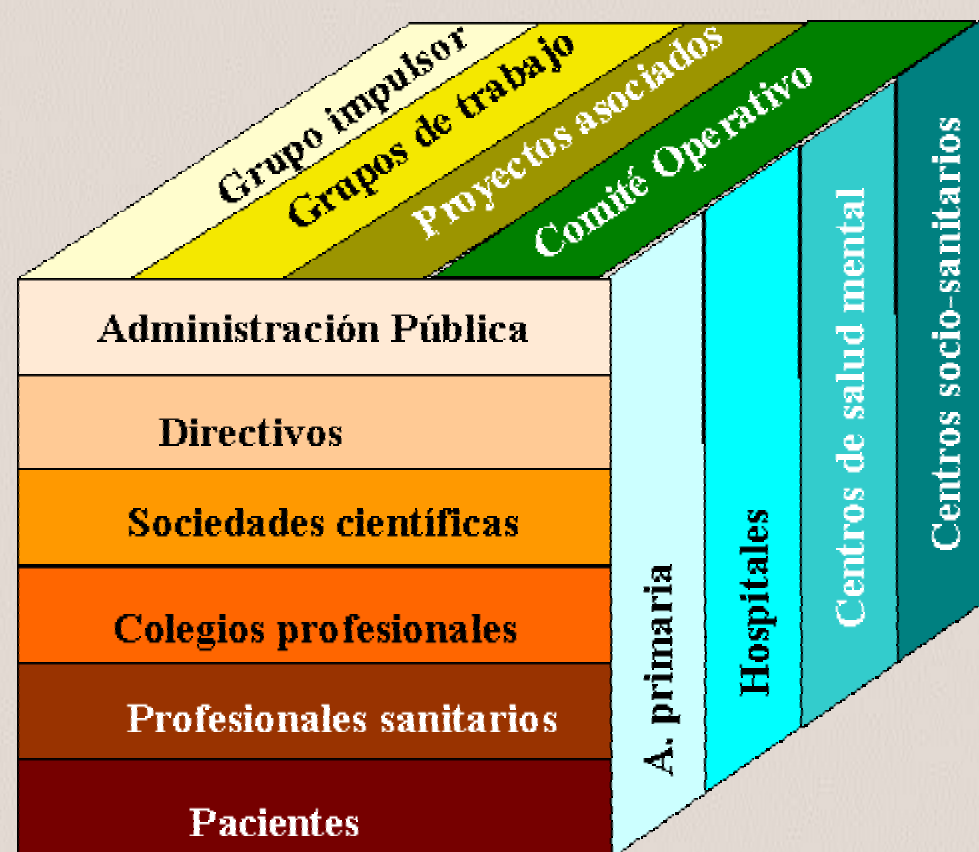 Grupo impulsor
Grupos de trabajo
Proyectos asociados
Comité Operativo
Administración Pública
Directivos
Sociedades científicas
Colegios profesionales
Profesionales sanitarios
Pacientes
A. primaria
Hospitales
Centros de salud mental
Centros socio-sanitarios